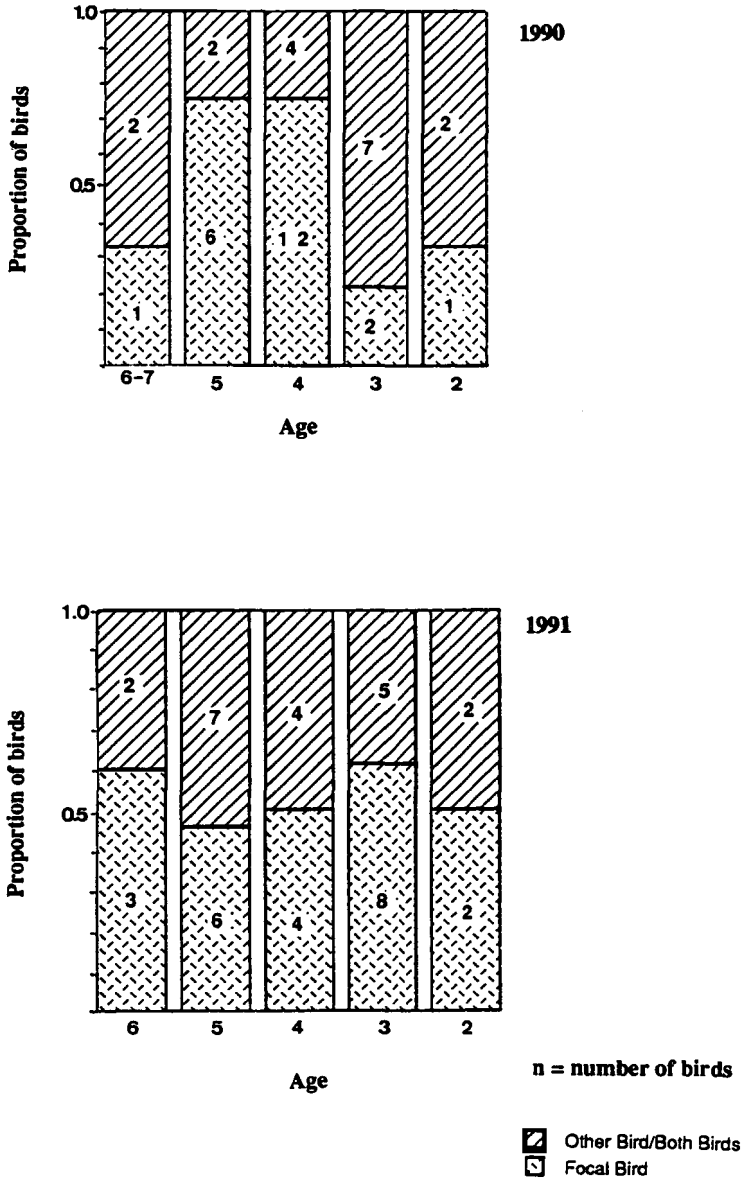 1990
Proportion of birds
1.0
0.5
2 2 4 7 2
1 6 1 2 2 1
6-7 5 4 3 2
Age
1991
Proportion of birds
1.0
0.5
2 7 4 5 2
3 6 4 8 2
6 5 4 3 2
Age
n = number of birds
Other Bird/Both Birds
Focal Bird